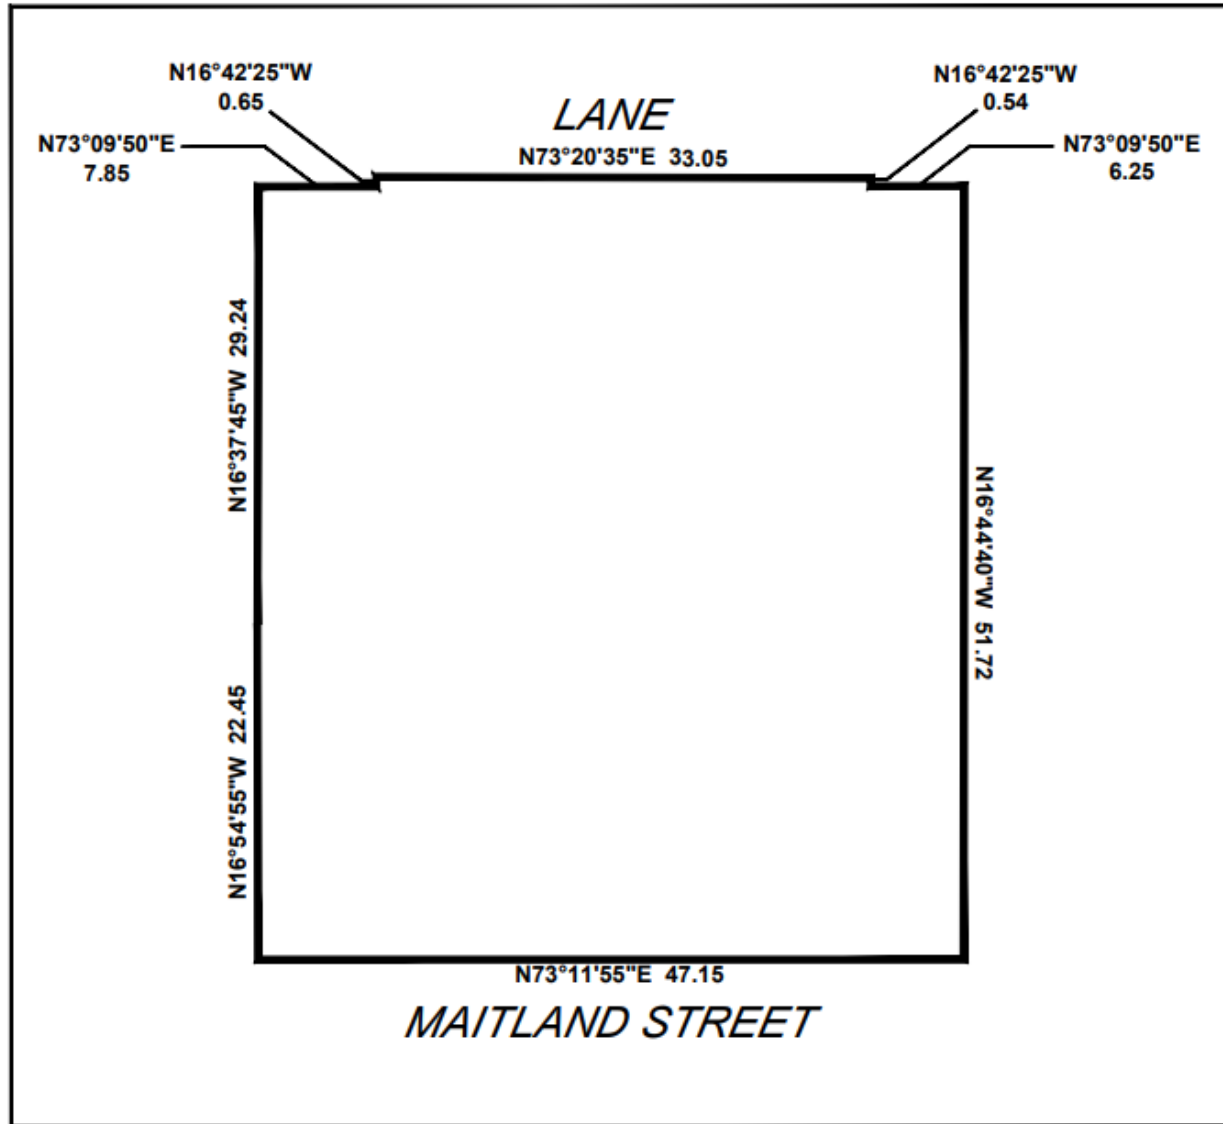 N16°42'25"W
0.65
N16°42'25"W
0.54
LANE
N73°09'50"E
7.85
N73°20'35"E 33.05
N73°09'50"E
6.25
N16°37'45"W 29.24
N16°44'40"W 51.72
N16°54'55"W 22.45
N73°11'55"E 47.15
MAITLAND STREET